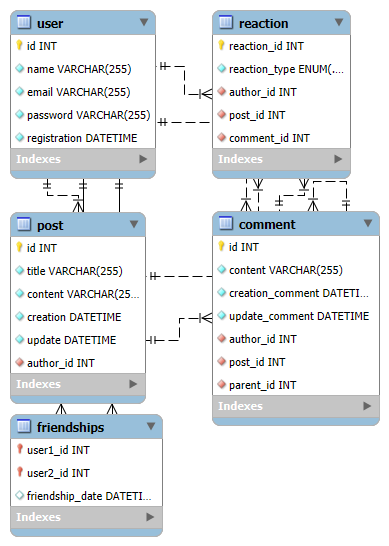 user
id INT
name VARCHAR(255)
email VARCHAR(255)
password VARCHAR(255)
registration DATETIME
Indexes
reaction
reaction_id INT
reaction_type ENUM(...
author_id INT
post_id INT
comment_id INT
Indexes
post
id INT
title VARCHAR(255)
content VARCHAR(25...
creation DATETIME
update DATETIME
author_id INT
Indexes
comment
id INT
content VARCHAR(255)
creation_comment DATETI...
update_comment DATETIME
author_id INT
post_id INT
parent_id INT
Indexes
friendships
user1_id INT
user2_id INT
friendship_date DATETI...
Indexes